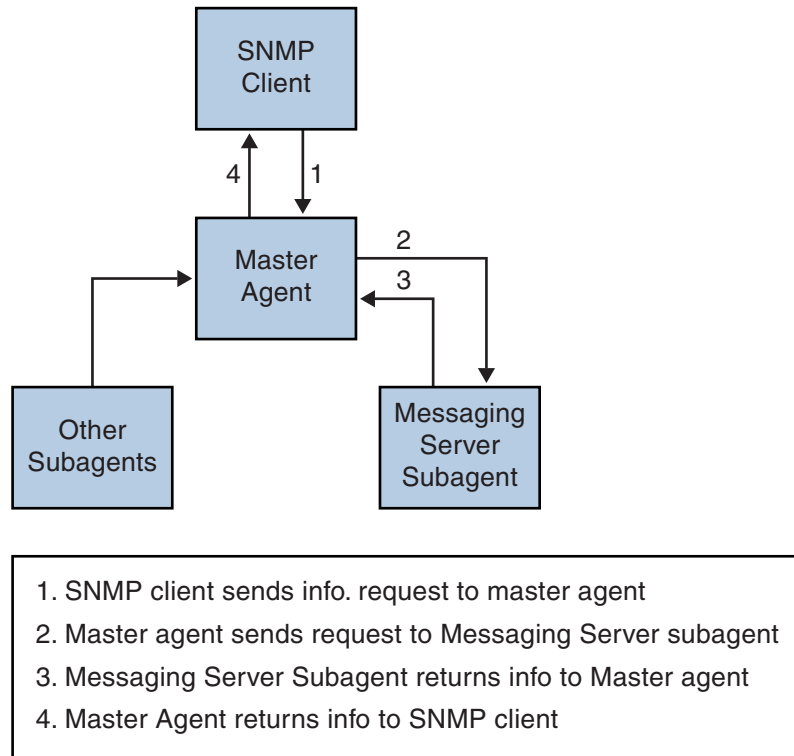 SNMP
Client
4
1
Master
Agent
2
3
Other
Subagents
Messaging
Server
Subagent
1. SNMP client sends info. request to master agent
2. Master agent sends request to Messaging Server subagent
3. Messaging Server Subagent returns info to Master agent
4. Master Agent returns info to SNMP client